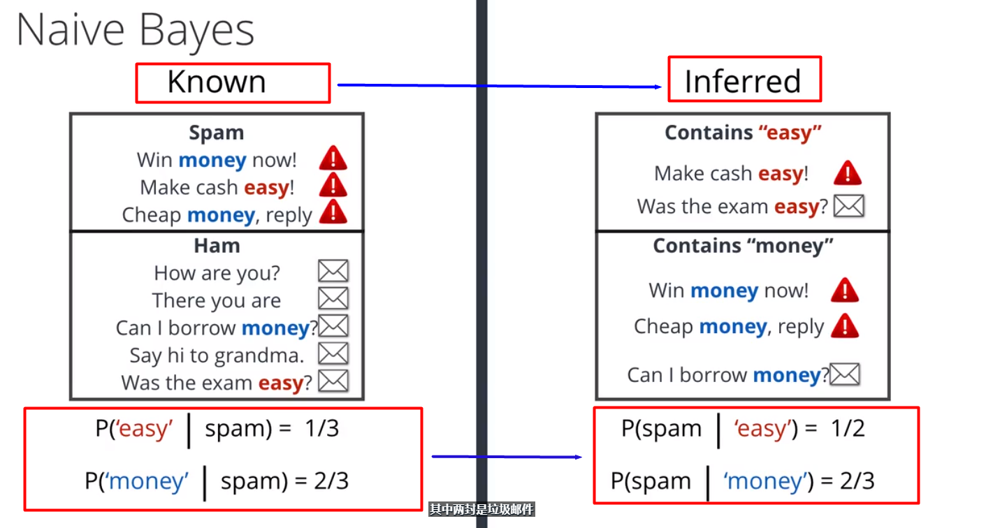 Naive Bayes
Known
Spam
Win money now!
Make cash easy!
Cheap money, reply
Ham
How are you?
There you are
Can I borrow money?
Say hi to grandma.
Was the exam easy?
P(‘easy’ | spam) = 1/3
P(‘money’ | spam) = 2/3
Inferred
Contains “easy”
Make cash easy!
Was the exam easy?
Contains “money”
Win money now!
Cheap money, reply
Can I borrow money?
P(spam | ‘easy’) = 1/2
P(spam | ‘money’) = 2/3
其中两封是垃圾邮件